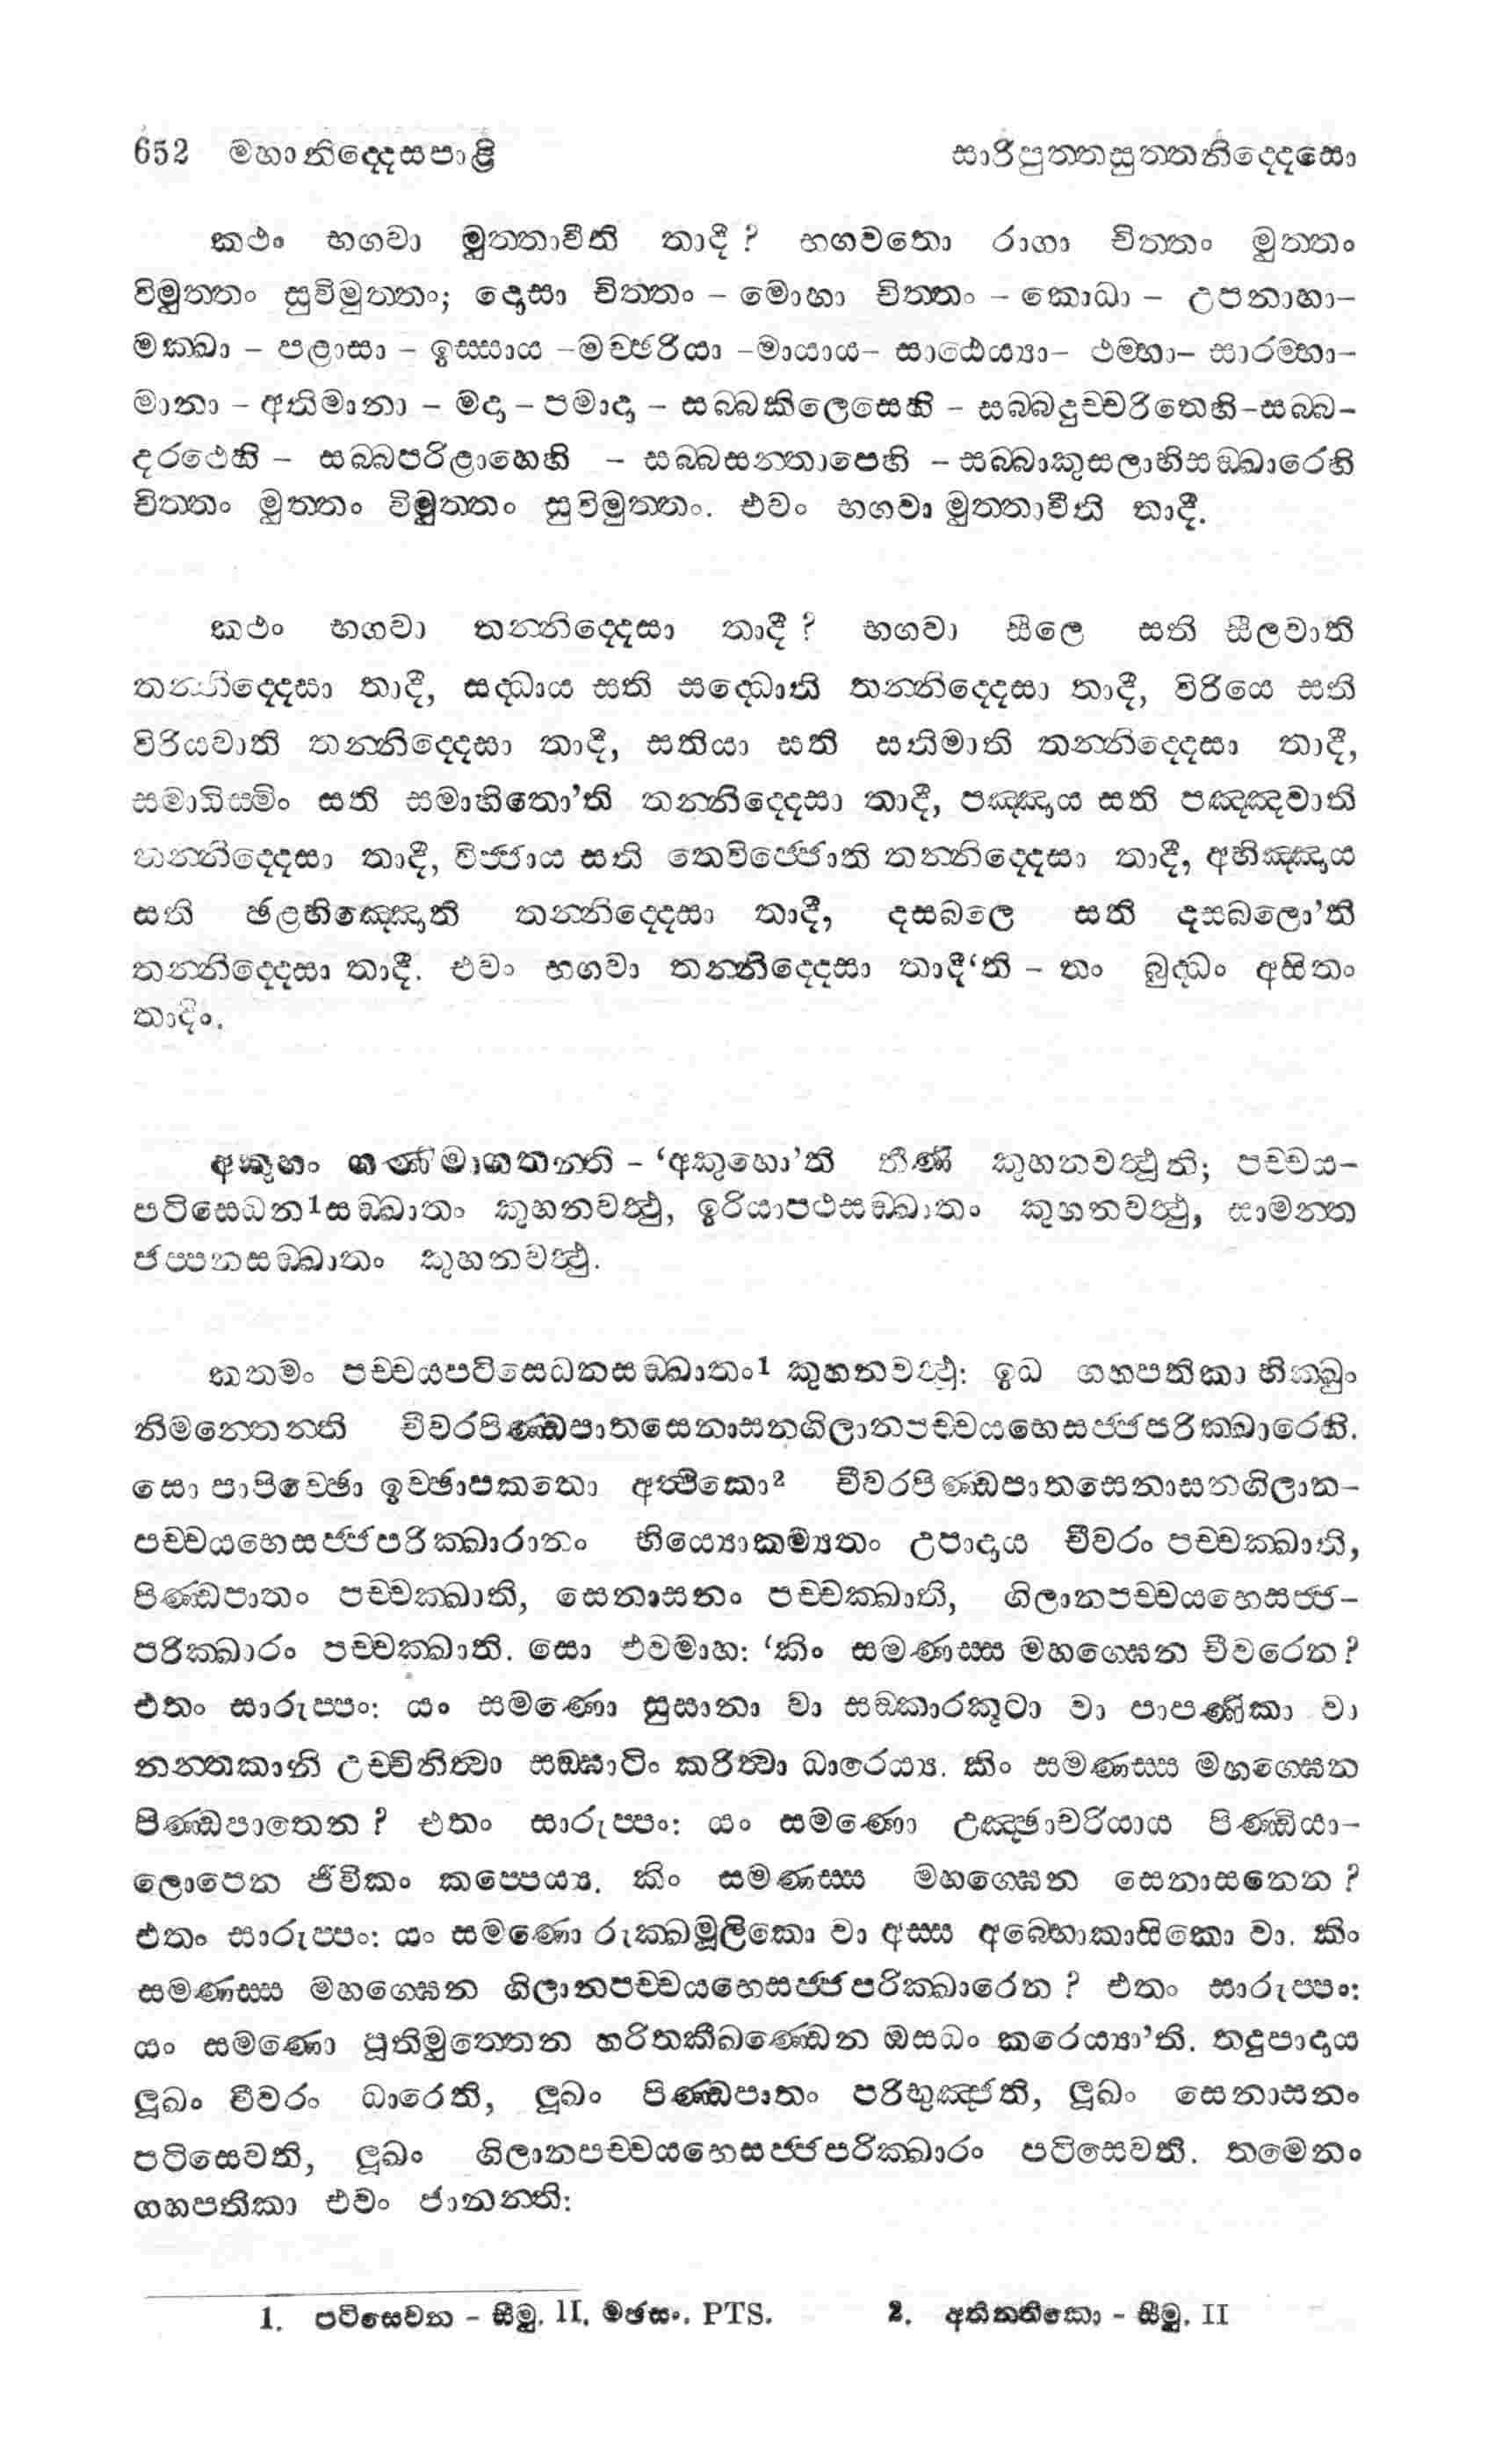 652 මහානිද්දෙසපාළි සාරිපුත්තසුත්තනිද්දෙසො
කථං භගවා මුත්තාවීති තාදී? භගවතො රාගා චිත්තං මුත්තං
විමුත්තං සුවිමුත්තං; දොසා චිත්තං – මොහා චිත්තං – කොධා – උපනාහා–
මක්ඛා – පළාසා – ඉස්සාය –මච්ඡරියා –මායාය– සාඨෙය්‍යා– ථම්භා– සාරම්භා–
මානා – අතිමානා – මදා – පමාදා – සබ්බකිලෙසෙහි – සබ්බදුච්චරිතෙහි–සබ්බ–
දරථෙහි – සබ්බපරිළාහෙහි – සබ්බසන්තාපෙහි –සබ්බාකුසලාභිසඞ්ඛාරෙහි
චිත්තං මුත්තං විමුත්තං සුවිමුත්තං. එවං භගවා මුත්තාවීති තාදී.
කථං භගවා තන්නිද්දෙසා තාදී? භගවා සීලෙ සති සීලවාති
තන්නිද්දෙසා තාදී, සද්ධාය සති සද්ධොති තන්නිද්දෙසා තාදී, විරියෙ සති
විරියවාති තන්නිද්දෙසා තාදී, සතියා සති සතිමාති තන්නිද්දෙසා තාදී,
සමාධිස්මිං සති සමාහිතො’ති තන්නිද්දෙසා තාදී, පඤ්ඤාය සති පඤ්ඤවාති
තන්නිද්දෙසා තාදී, විජ්ජාය සති තෙවිජ්ජොති තන්නිද්දෙසා තාදී, අභිඤ්ඤාය
සති ඡළභිඤ්ඤොති තන්නිද්දෙසා තාදී, දසබලෙ සති දසබලො’ති
තන්නිද්දෙසා තාදී. එවං භගවා තන්නිද්දෙසා තාදී‘ති – තං බුද්ධං අසිතං
තාදිං.
අකුහං ගණිමාගතන්ති – ‘අකුහො’ති තීණි කුහනවත්ථූනි; පච්චය–
පටිසෙධන1සඞ්ඛාතං කුහනවත්ථු, ඉරියාපථසඞ්ඛාතං කුහනවත්ථු, සාමන්ත
ජප්පනසඞ්ඛාතං කුහනවත්ථු.
කතමං පච්චයපටිසෙධනසඞ්ඛාතං1 කුහනවත්ථු: ඉධ ගහපතිකා භික්ඛුං
නිමන්තෙන්ති චීවරපිණ්ඩපාතසෙනාසනගිලානපච්චයභෙසජ්ජපරික්ඛාරෙහි.
සො පාපිච්ඡො ඉච්ඡාපකතො අත්ථිකො2 චීවරපිණ්ඩපාතසෙනාසනගිලාන–
පච්චයභෙසජ්ජපරික්ඛාරානං භිය්‍යොකම්‍යතං උපාදාය චීවරං පච්චක්ඛාති,
පිණ්ඩපාතං පච්චක්ඛාති, සෙනාසනං පච්චක්ඛාති, ගිලානපච්චයභෙසජ්ජ–
පරික්ඛාරං පච්චක්ඛාති. සො එවමාහ: ‘කිං සමණස්ස මහග්ඝෙන චීවරෙන?
එතං සාරුප්පං: යං සමණො සුසානා වා සඞ්කාරකූටා වා පාපණිකා වා
නන්තකානි උච්චිනිත්වා සඞ්ඝාටිං කරිත්වා ධාරෙය්‍ය. කිං සමණස්ස මහග්ඝෙන
පිණ්ඩපාතෙන? එතං සාරුප්පං: යං සමණො උඤ්ඡාචරියාය පිණ්ඩියා–
ලොපෙන ජීවිකං කප්පෙය්‍ය. කිං සමණස්ස මහග්ඝෙන සෙනාසනෙන?
එතං සාරුප්පං: යං සමණො රුක්ඛමූලිකො වා අස්ස අබ්භොකාසිකො වා. කිං
සමණස්ස මහග්ඝෙන ගිලානපච්චයභෙසජ්ජපරික්ඛාරෙන? එතං සාරුප්පං:
යං සමණො පූතිමුත්තෙන හරිතකීඛණ්ඩෙන ඔසධං කරෙය්‍යා’ති. තදුපාදාය
ලූඛං චීවරං ධාරෙති, ලූඛං පිණ්ඩපාතං පරිභුඤ්ජති, ලූඛං සෙනාසනං
පටිසෙවති, ලූඛං ගිලානපච්චයභෙසජ්ජපරික්ඛාරං පටිසෙවති. තමෙනං
ගහපතිකා එවං ජානන්ති:
1. පටිසෙවන – සීමු. II, මඡසං. PTS. 2. අතිතතිකො – සීමු. II